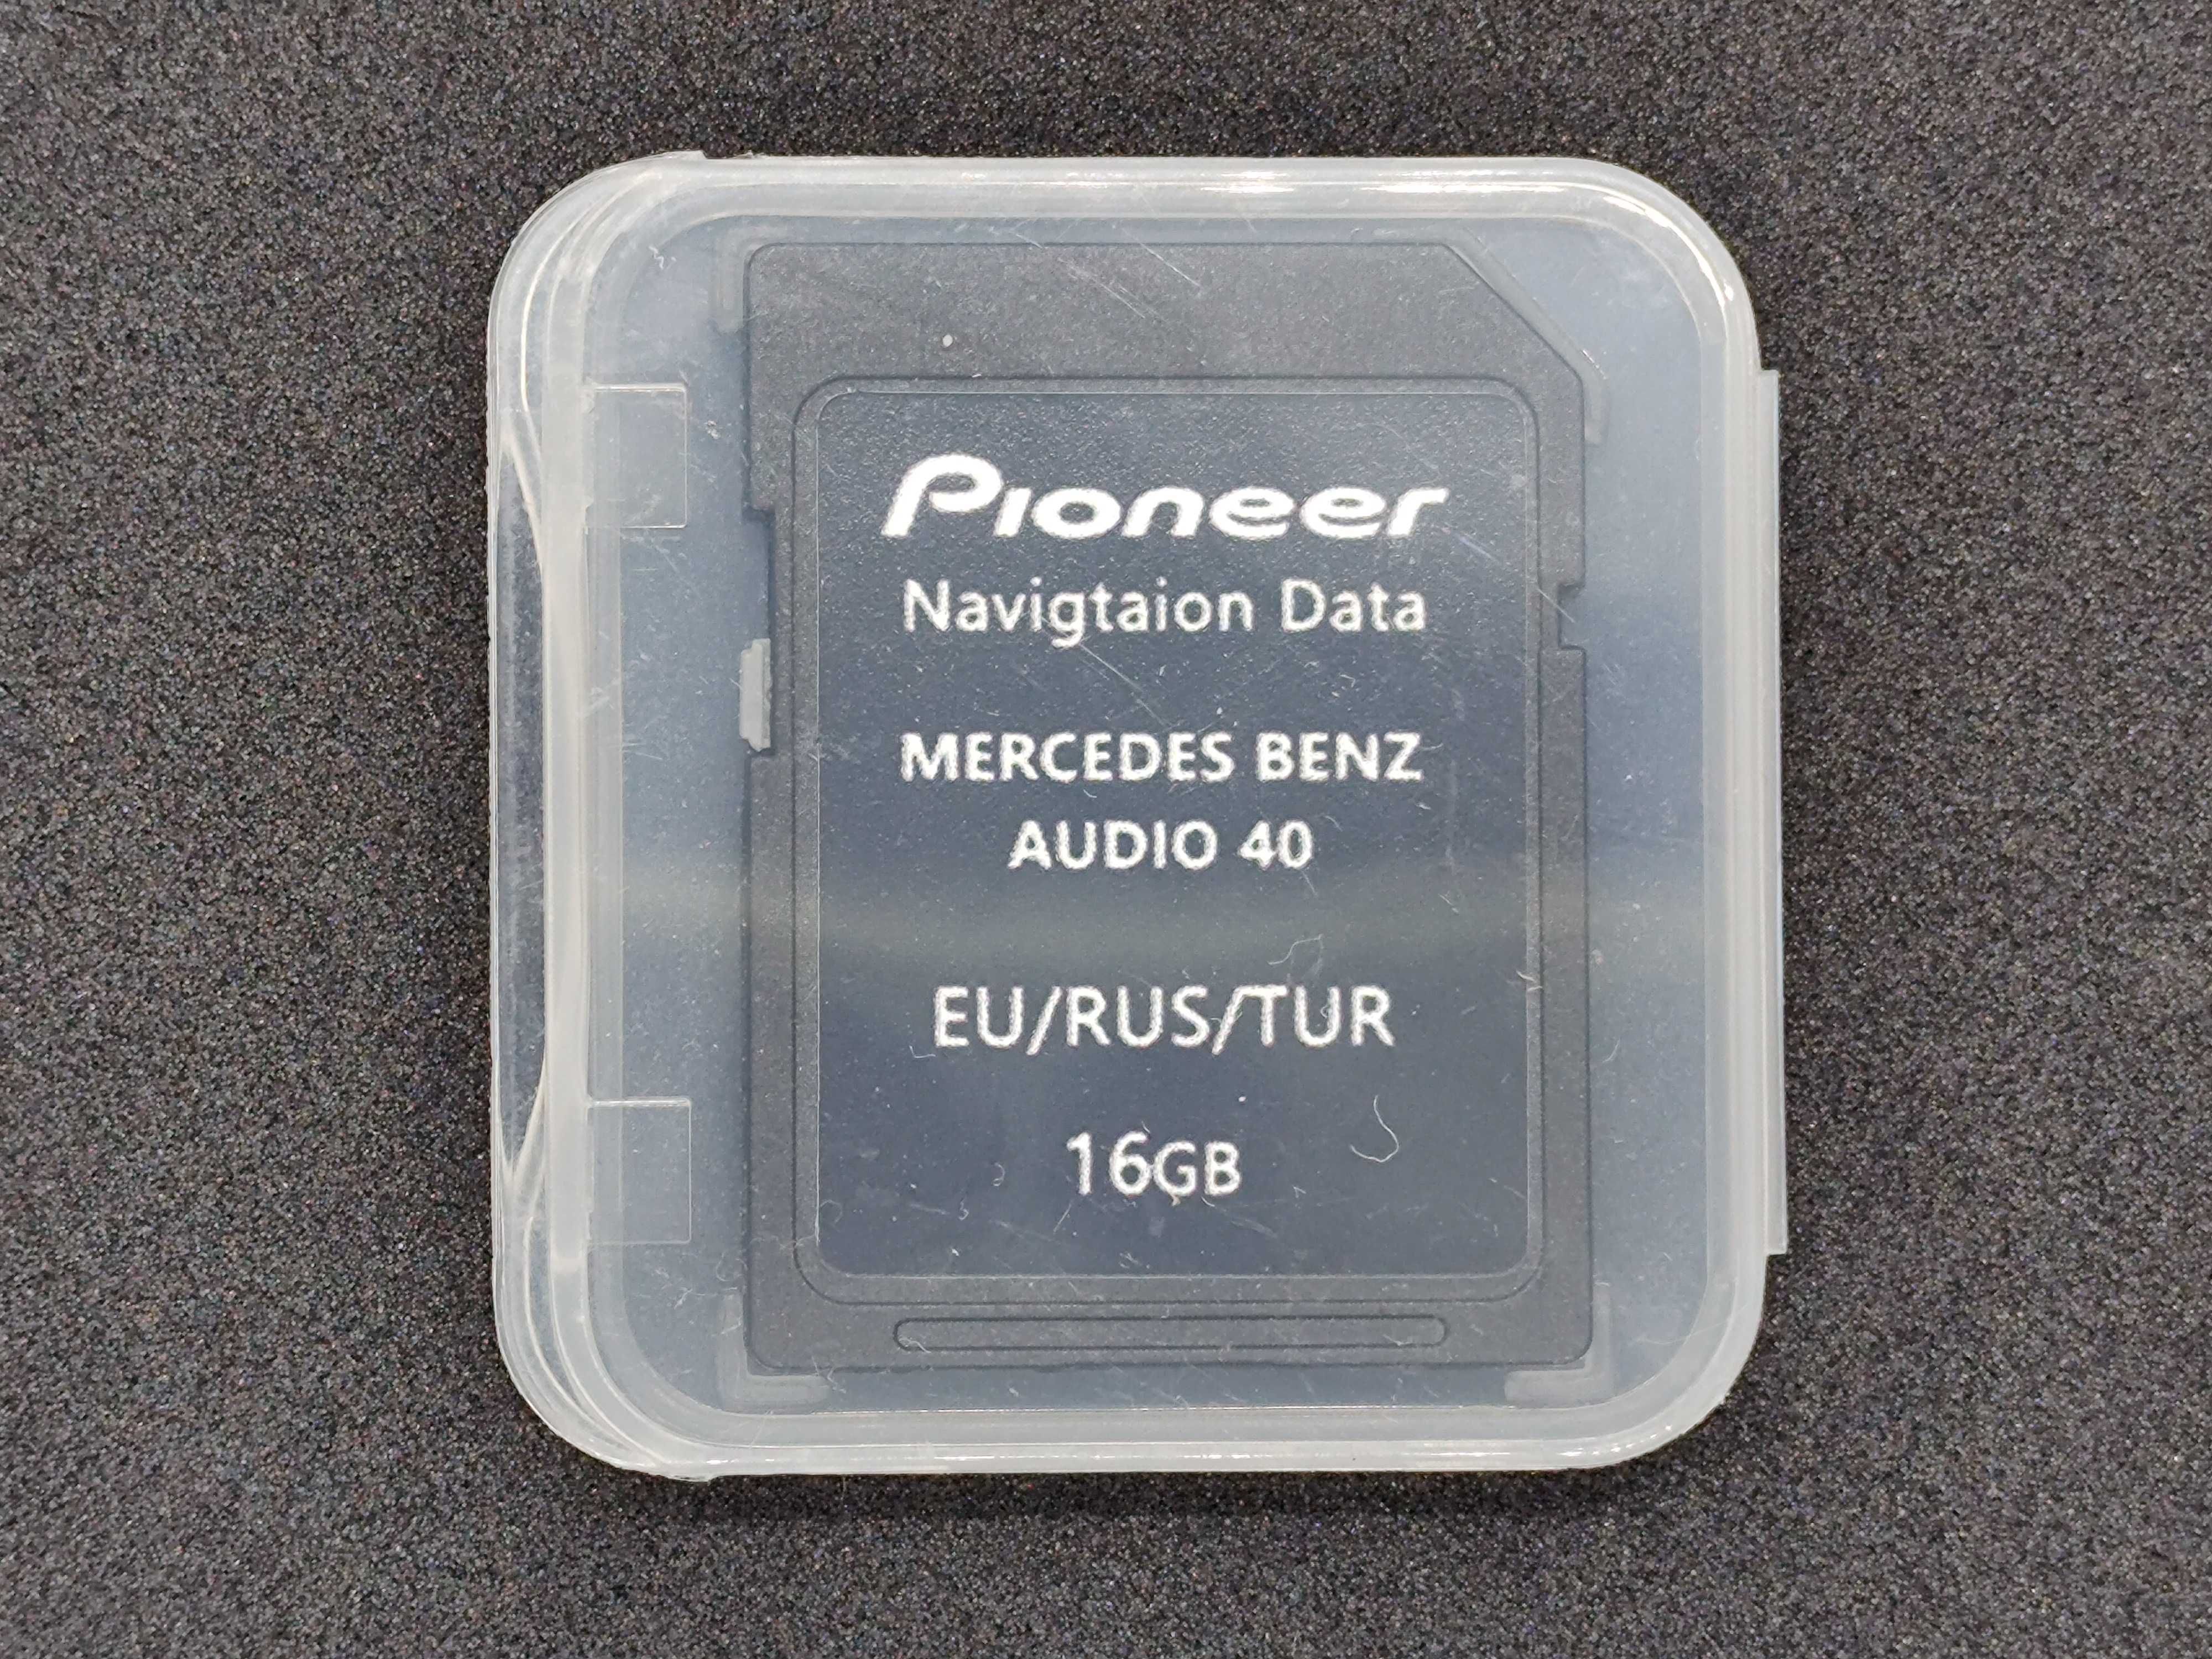 Pioneer
Navigtaion Data
MERCEDES BENZ
AUDIO 40
EU/RUS/TUR
16GB